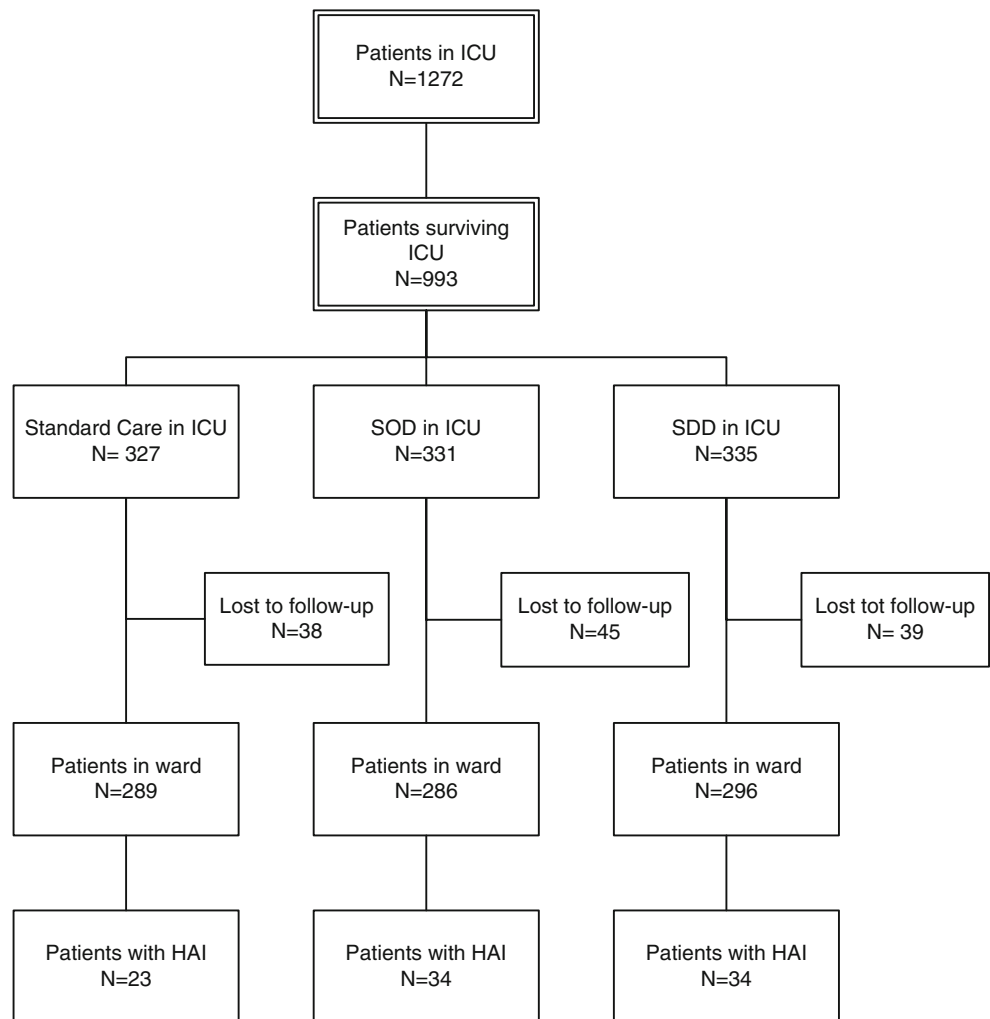 Patients in ICU
N=1272
Patients surviving
ICU
N=993
Standard Care in ICU
N= 327
SOD in ICU
N=331
SDD in ICU
N=335
Lost to follow-up
N=38
Lost to follow-up
N=45
Lost tot follow-up
N= 39
Patients in ward
N=289
Patients in ward
N=286
Patients in ward
N=296
Patients with HAI
N=23
Patients with HAI
N=34
Patients with HAI
N=34